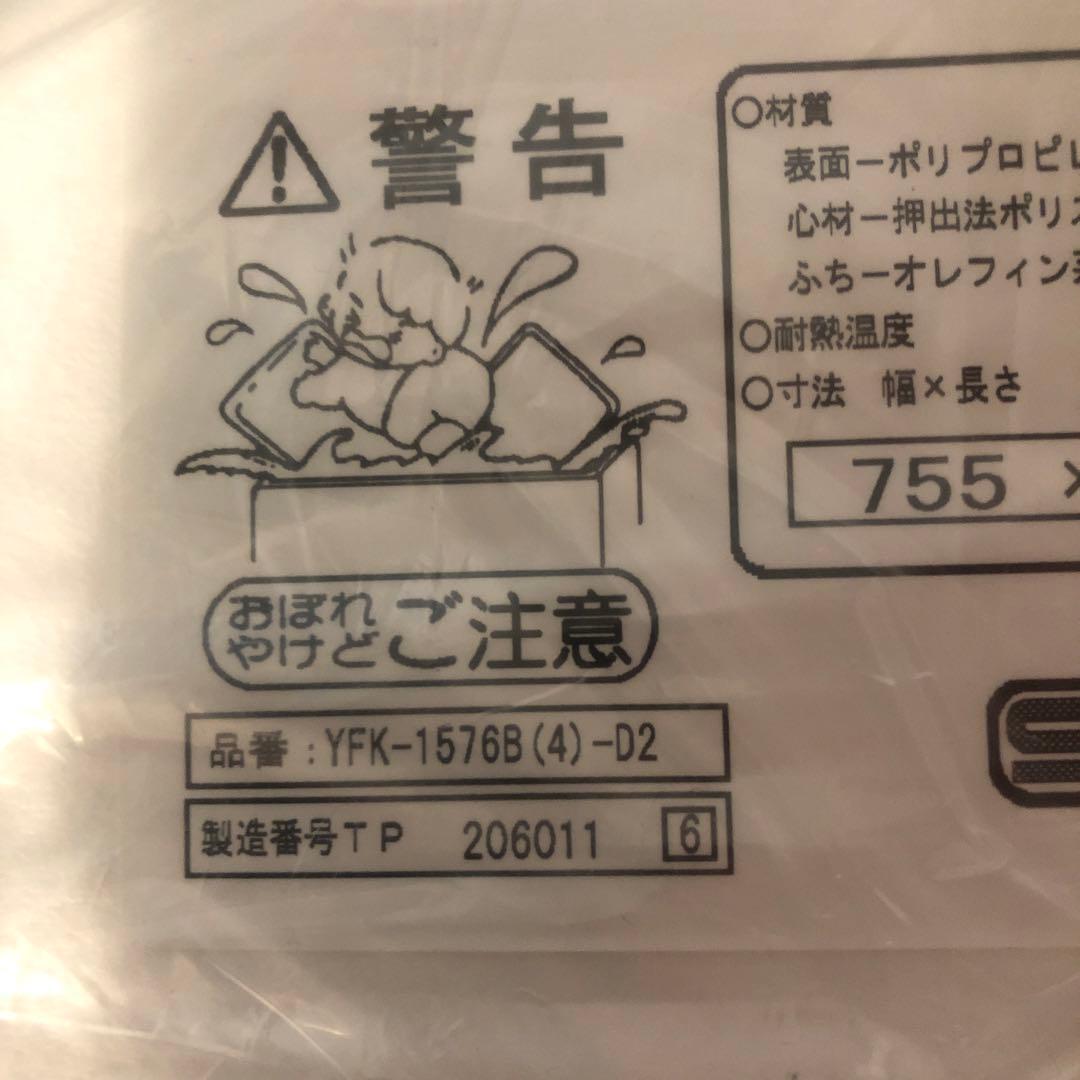 警告
おぼれ
やけど
ご注意
品番:YFK-1576B(4)-D2
製造番号TP 206011 6
○材質
表面ーポリプロピレ
心材ー押出法ポリス
ふちーオレフィン系
○耐熱温度
○寸法 幅×長さ
755 ×